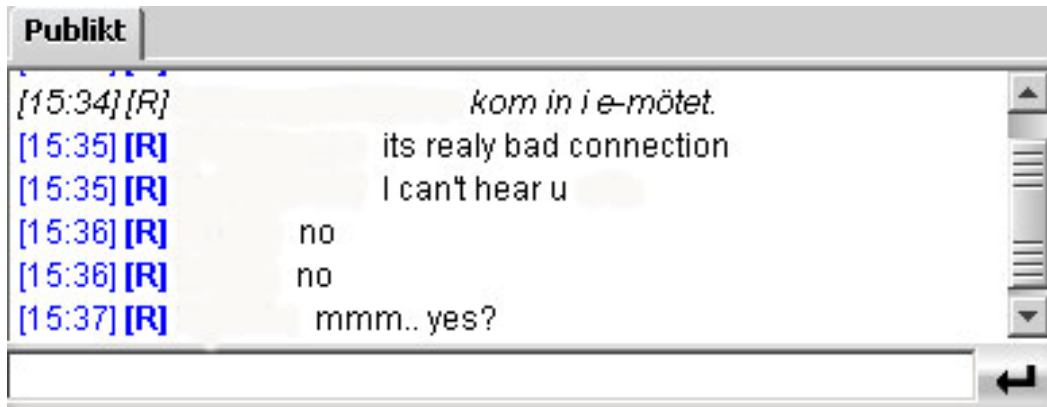 Publikt
[15:34] [R] kom in i e-mötet.
[15:35] [R] its realy bad connection
[15:35] [R] I can't hear u
[15:36] [R] no
[15:36] [R] no
[15:37] [R] mmm.. yes?